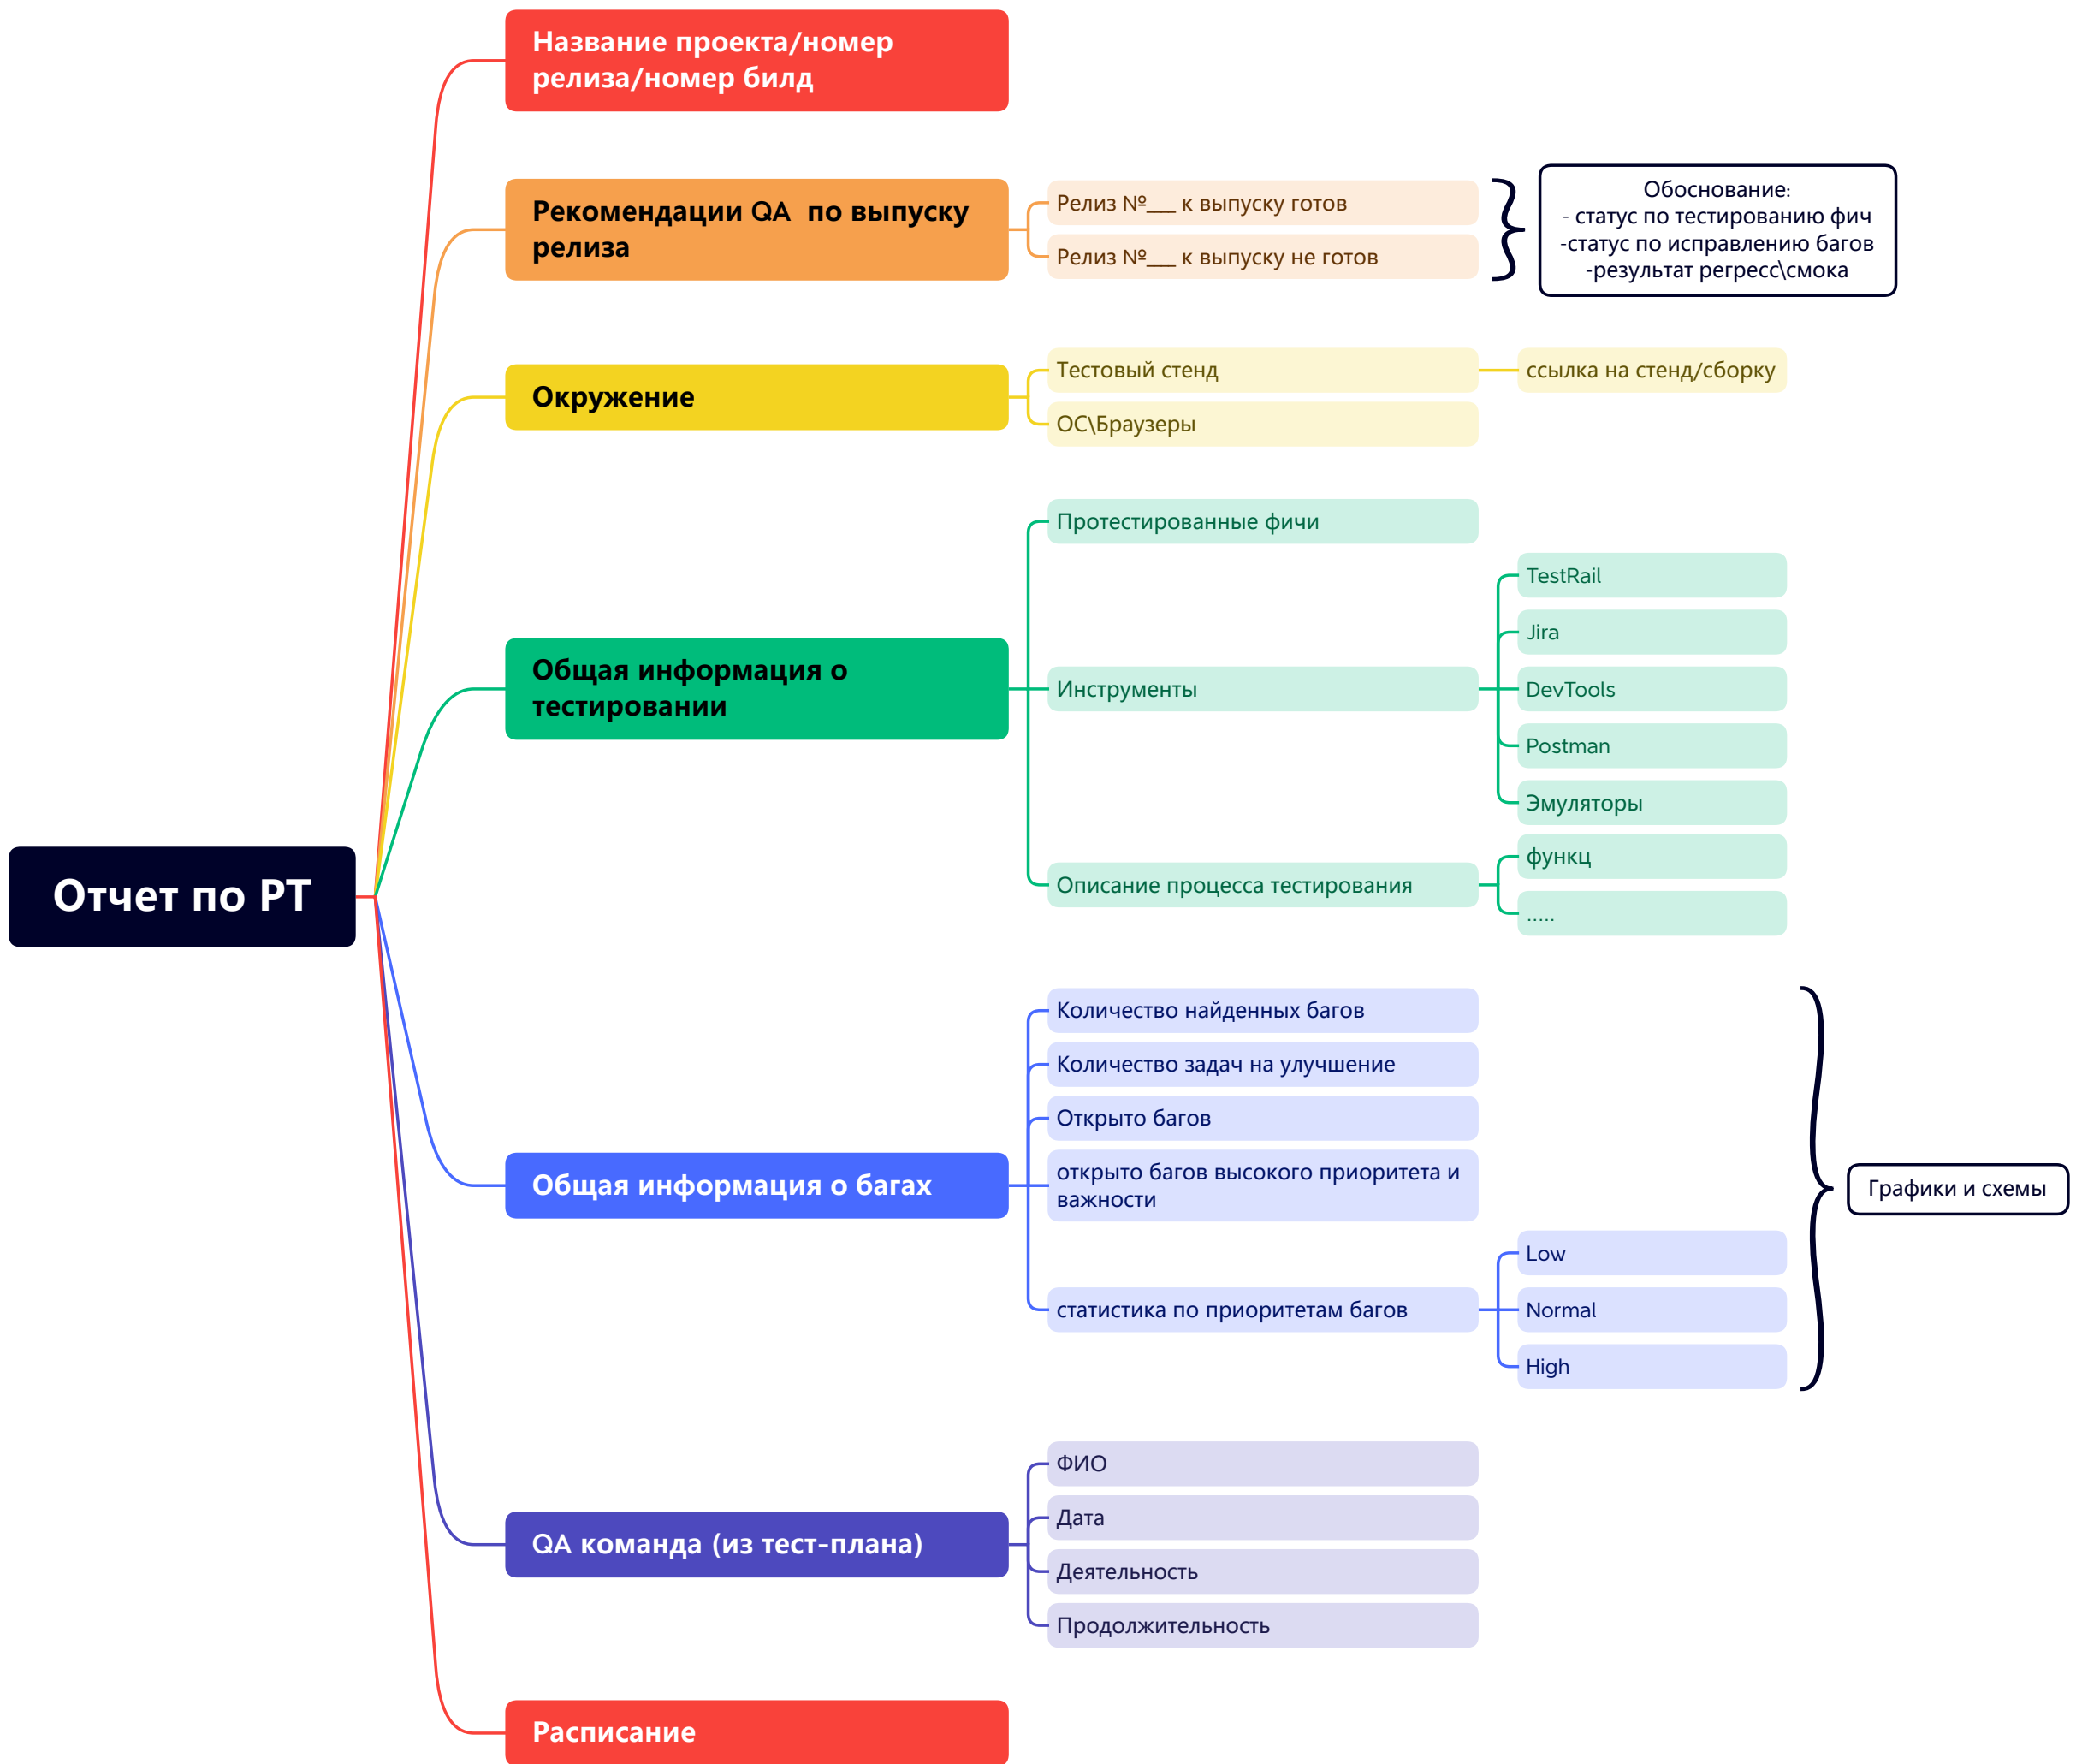 Отчет по РТ
Название проекта/номер
релиза/номер билд
Рекомендации QA  по выпуску
релиза
Релиз №___ к выпуску готов
Релиз №___ к выпуску не готов
Обоснование:
- статус по тестированию фич
-статус по исправлению багов
-результат регресс\смока
Окружение
Тестовый стенд
ссылка на стенд/сборку
ОС\Браузеры
Общая информация о
тестировании
Протестированные фичи
Инструменты
TestRail
Jira
DevTools
Postman
Эмуляторы
Описание процесса тестирования
функц
.....
Общая информация о багах
Количество найденных багов
Количество задач на улучшение
Открыто багов
открыто багов высокого приоритета и
важности
статистика по приоритетам багов
Low
Normal
High
Графики и схемы
QA команда (из тест-плана)
ФИО
Дата
Деятельность
Продолжительность
Расписание